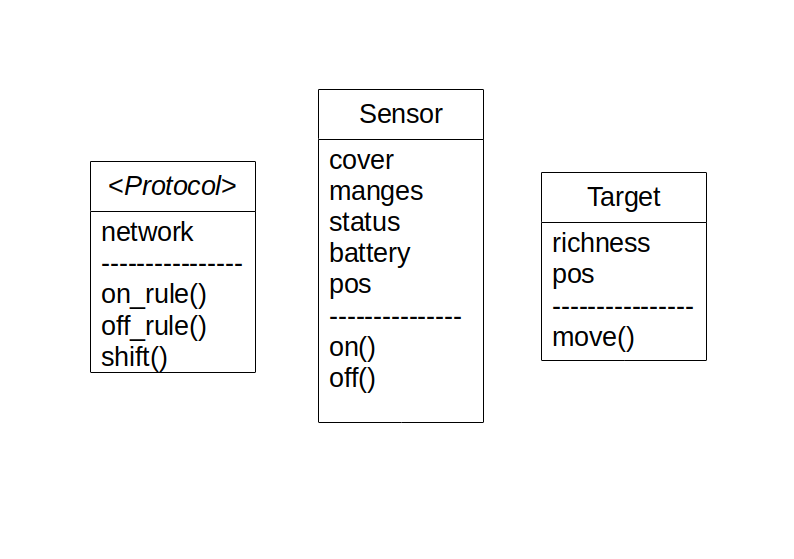 <Protocol>
network
----------------
on_rule()
off_rule()
shift()
Sensor
cover
manges
status
battery
pos
---------------
on()
off()
Target
richness
pos
----------------
move()